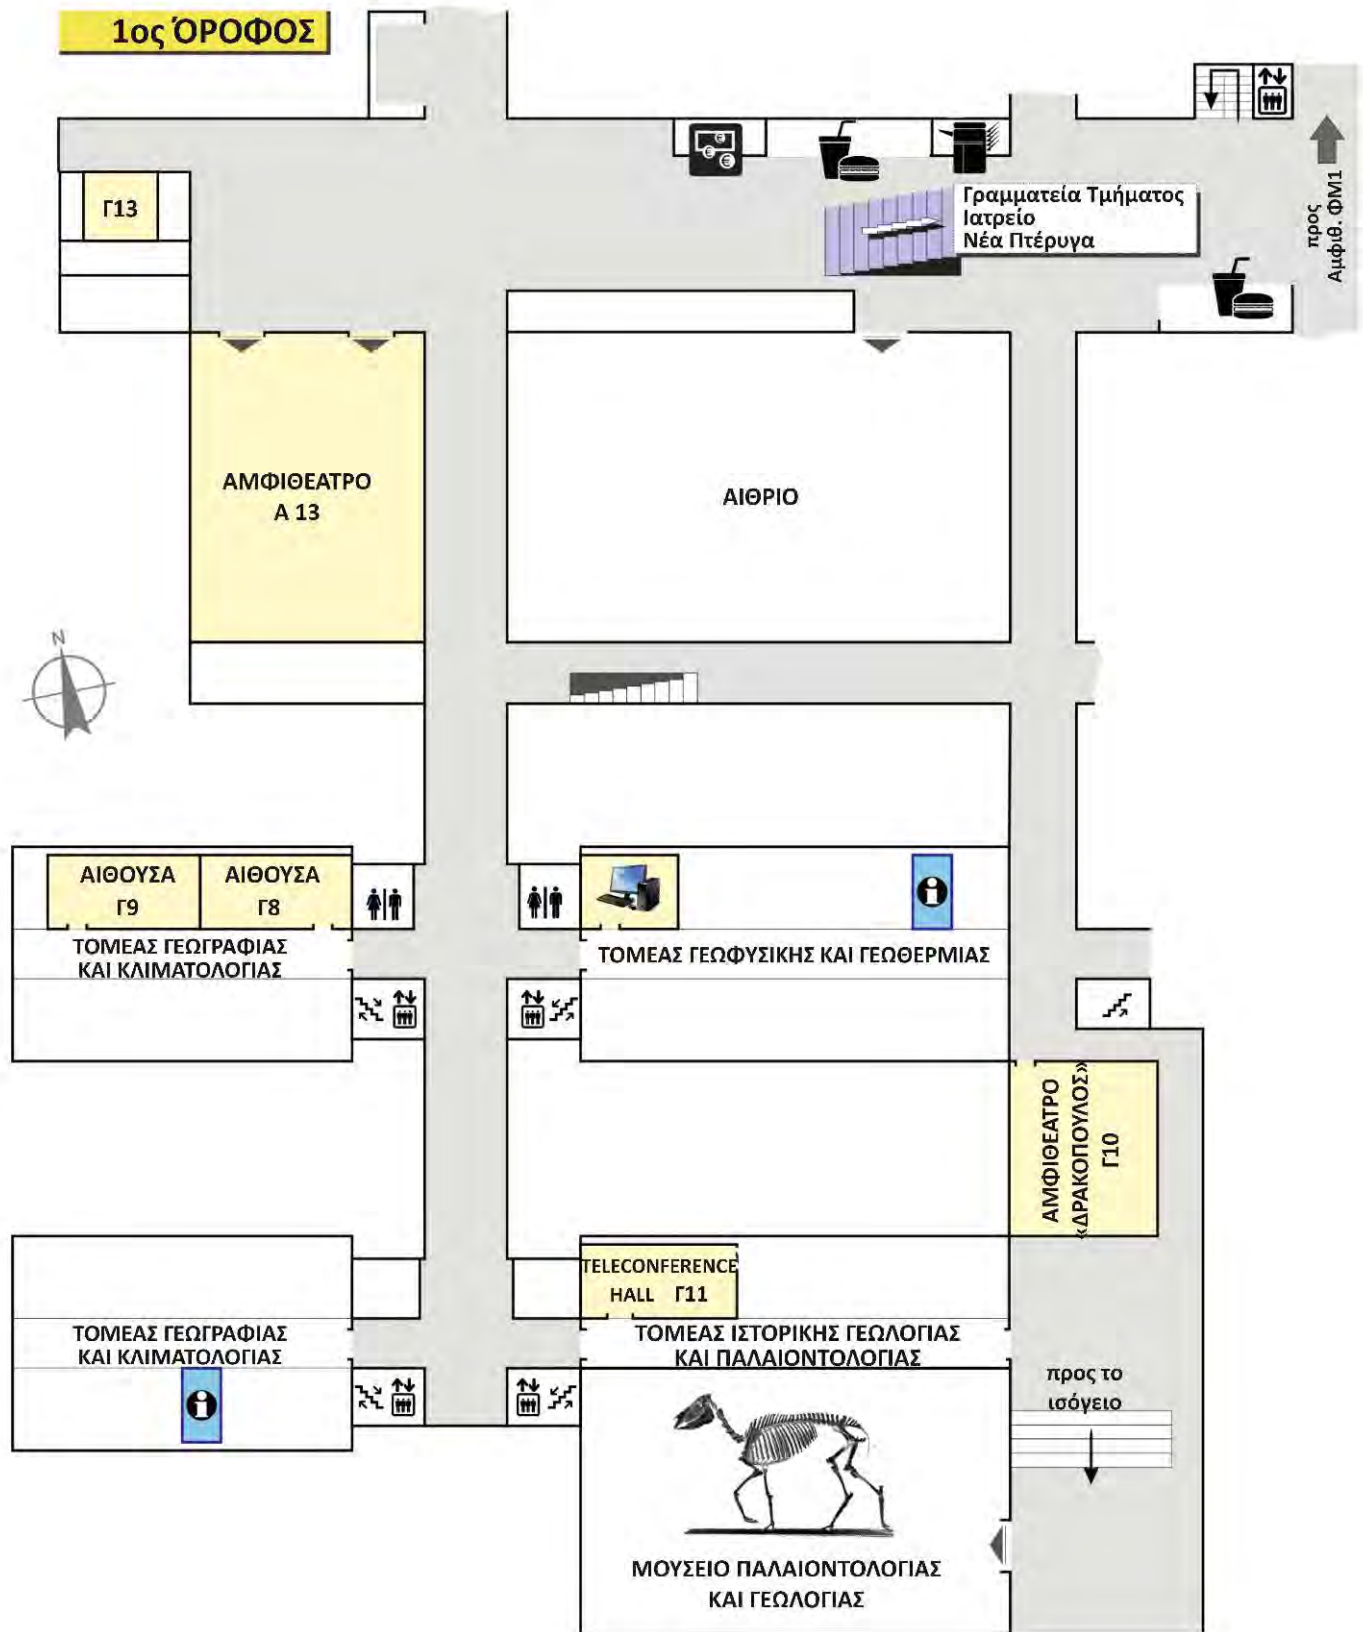 1ος ΌΡΟΦΟΣ
Γ13
Γραμματεία Τμήματος
Ιατρείο
Νέα Πτέρυγα
προς
Αμφιθ. ΦΜ1
ΑΜΦΙΘΕΑΤΡΟ
Α 13
ΑΙΘΡΙΟ
N
ΑΙΘΟΥΣΑ
Γ9
ΑΙΘΟΥΣΑ
Γ8
ΤΟΜΕΑΣ ΓΕΩΓΡΑΦΙΑΣ
ΚΑΙ ΚΛΙΜΑΤΟΛΟΓΙΑΣ
ΤΟΜΕΑΣ ΓΕΩΦΥΣΙΚΗΣ ΚΑΙ ΓΕΩΘΕΡΜΙΑΣ
ΑΜΦΙΘΕΑΤΡΟ
«ΔΡΑΚΟΠΟΥΛΟΣ»
Γ10
TELECONFERENCE
HALL Γ11
ΤΟΜΕΑΣ ΓΕΩΓΡΑΦΙΑΣ
ΚΑΙ ΚΛΙΜΑΤΟΛΟΓΙΑΣ
ΤΟΜΕΑΣ ΙΣΤΟΡΙΚΗΣ ΓΕΩΛΟΓΙΑΣ
ΚΑΙ ΠΑΛΑΙΟΝΤΟΛΟΓΙΑΣ
προς το
ισόγειο
ΜΟΥΣΕΙΟ ΠΑΛΑΙΟΝΤΟΛΟΓΙΑΣ
ΚΑΙ ΓΕΩΛΟΓΙΑΣ